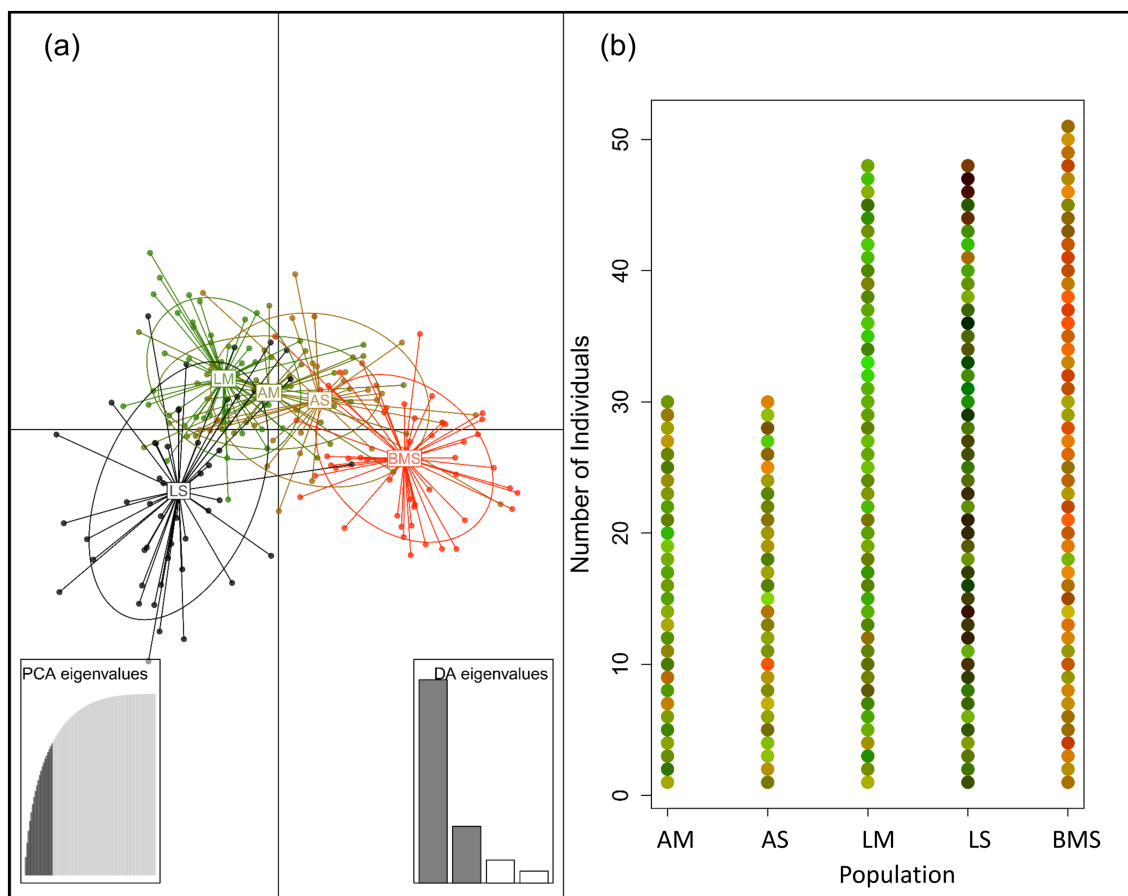 (a)
LM
AM
AS
BMS
LS
PCA eigenvalues
DA eigenvalues
(b)
Number of Individuals
50
40
30
20
10
0
AM AS LM LS BMS
Population